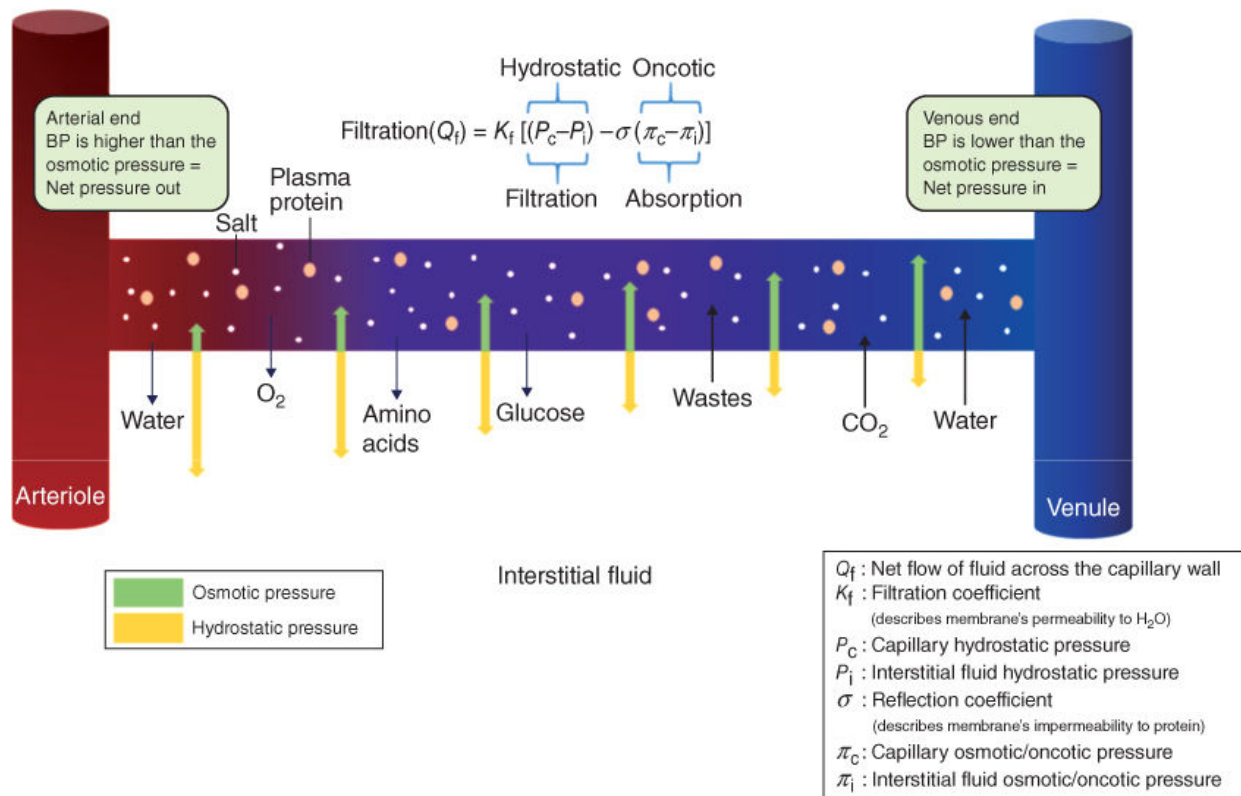 Hydrostatic Oncotic
Filtration(Qf) = Kf [(Pc–Pi) – σ (πc–πi)]
Filtration Absorption
Arterial end
BP is higher than the
osmotic pressure =
Net pressure out
Venous end
BP is lower than the
osmotic pressure =
Net pressure in
Salt
Plasma
protein
Water
O2
Amino
acids
Glucose
Wastes
CO2
Water
Arteriole
Venule
Interstitial fluid
Osmotic pressure
Hydrostatic pressure
Qf : Net flow of fluid across the capillary wall
Kf : Filtration coefficient
(describes membrane's permeability to H2O)
Pc : Capillary hydrostatic pressure
Pi : Interstitial fluid hydrostatic pressure
σ : Reflection coefficient
(describes membrane's impermeability to protein)
πc : Capillary osmotic/oncotic pressure
πi : Interstitial fluid osmotic/oncotic pressure